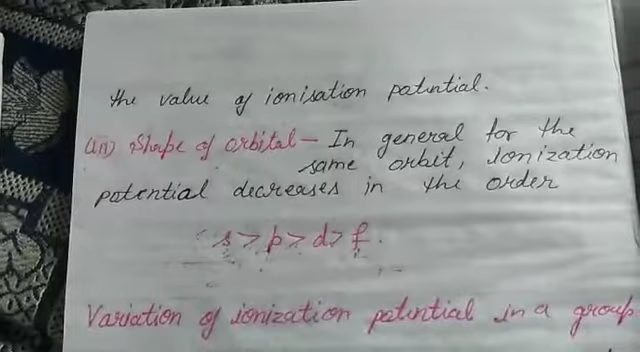 the value of ionisation potential.
(iii) Shape of orbital - In general for the
same orbit, Ionization
potential decreases in the order
s > p > d > f.
Variation of ionization potential in a group